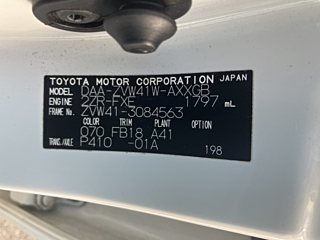 TOYOTA MOTOR CORPORATION JAPAN
MODEL DAA-ZVW41W-AXXGB
ENGINE 2ZR-FXE 1797 mL
FRAME No. ZVW41-3084563
COLOR TRIM PLANT OPTION
070 FB18 A41
TRANS/AXLE P410 -01A
198